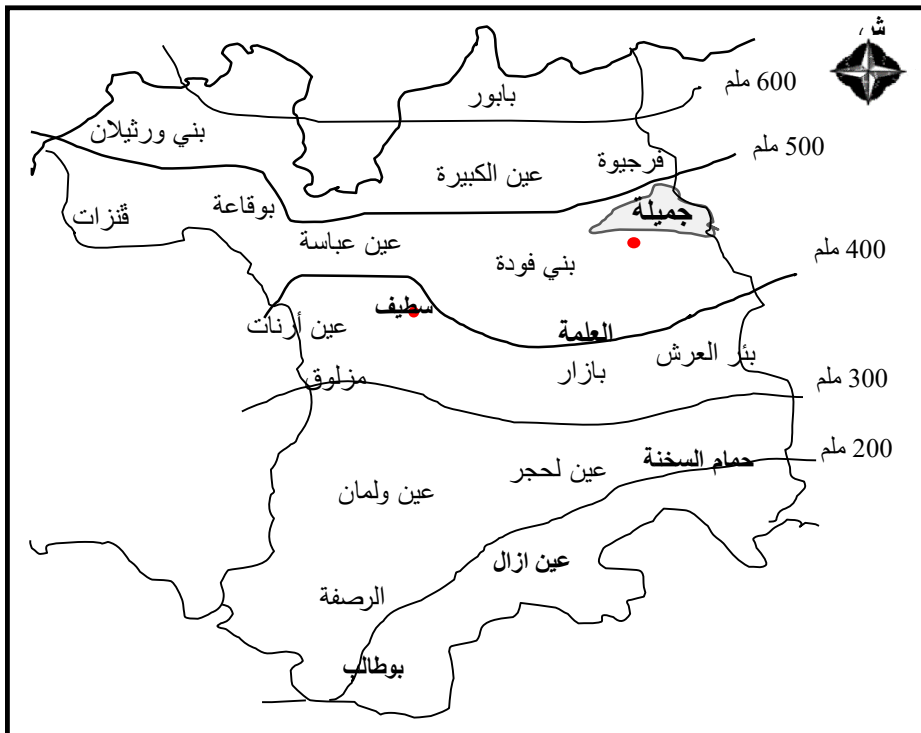 ش
600 ملم
بابور
بني ورثيلان
500 ملم
فرجيوة
عين الكبيرة
بوقاعة
قنزات
جميلة
عين عباسة
بني فودة
400 ملم
سطيف
عين أرنات
العلمة
بئر العرش
بازار
مزلوق
300 ملم
200 ملم
حمام السخنة
عين لحجر
عين ولمان
عين ازال
الرصفة
بوطالب